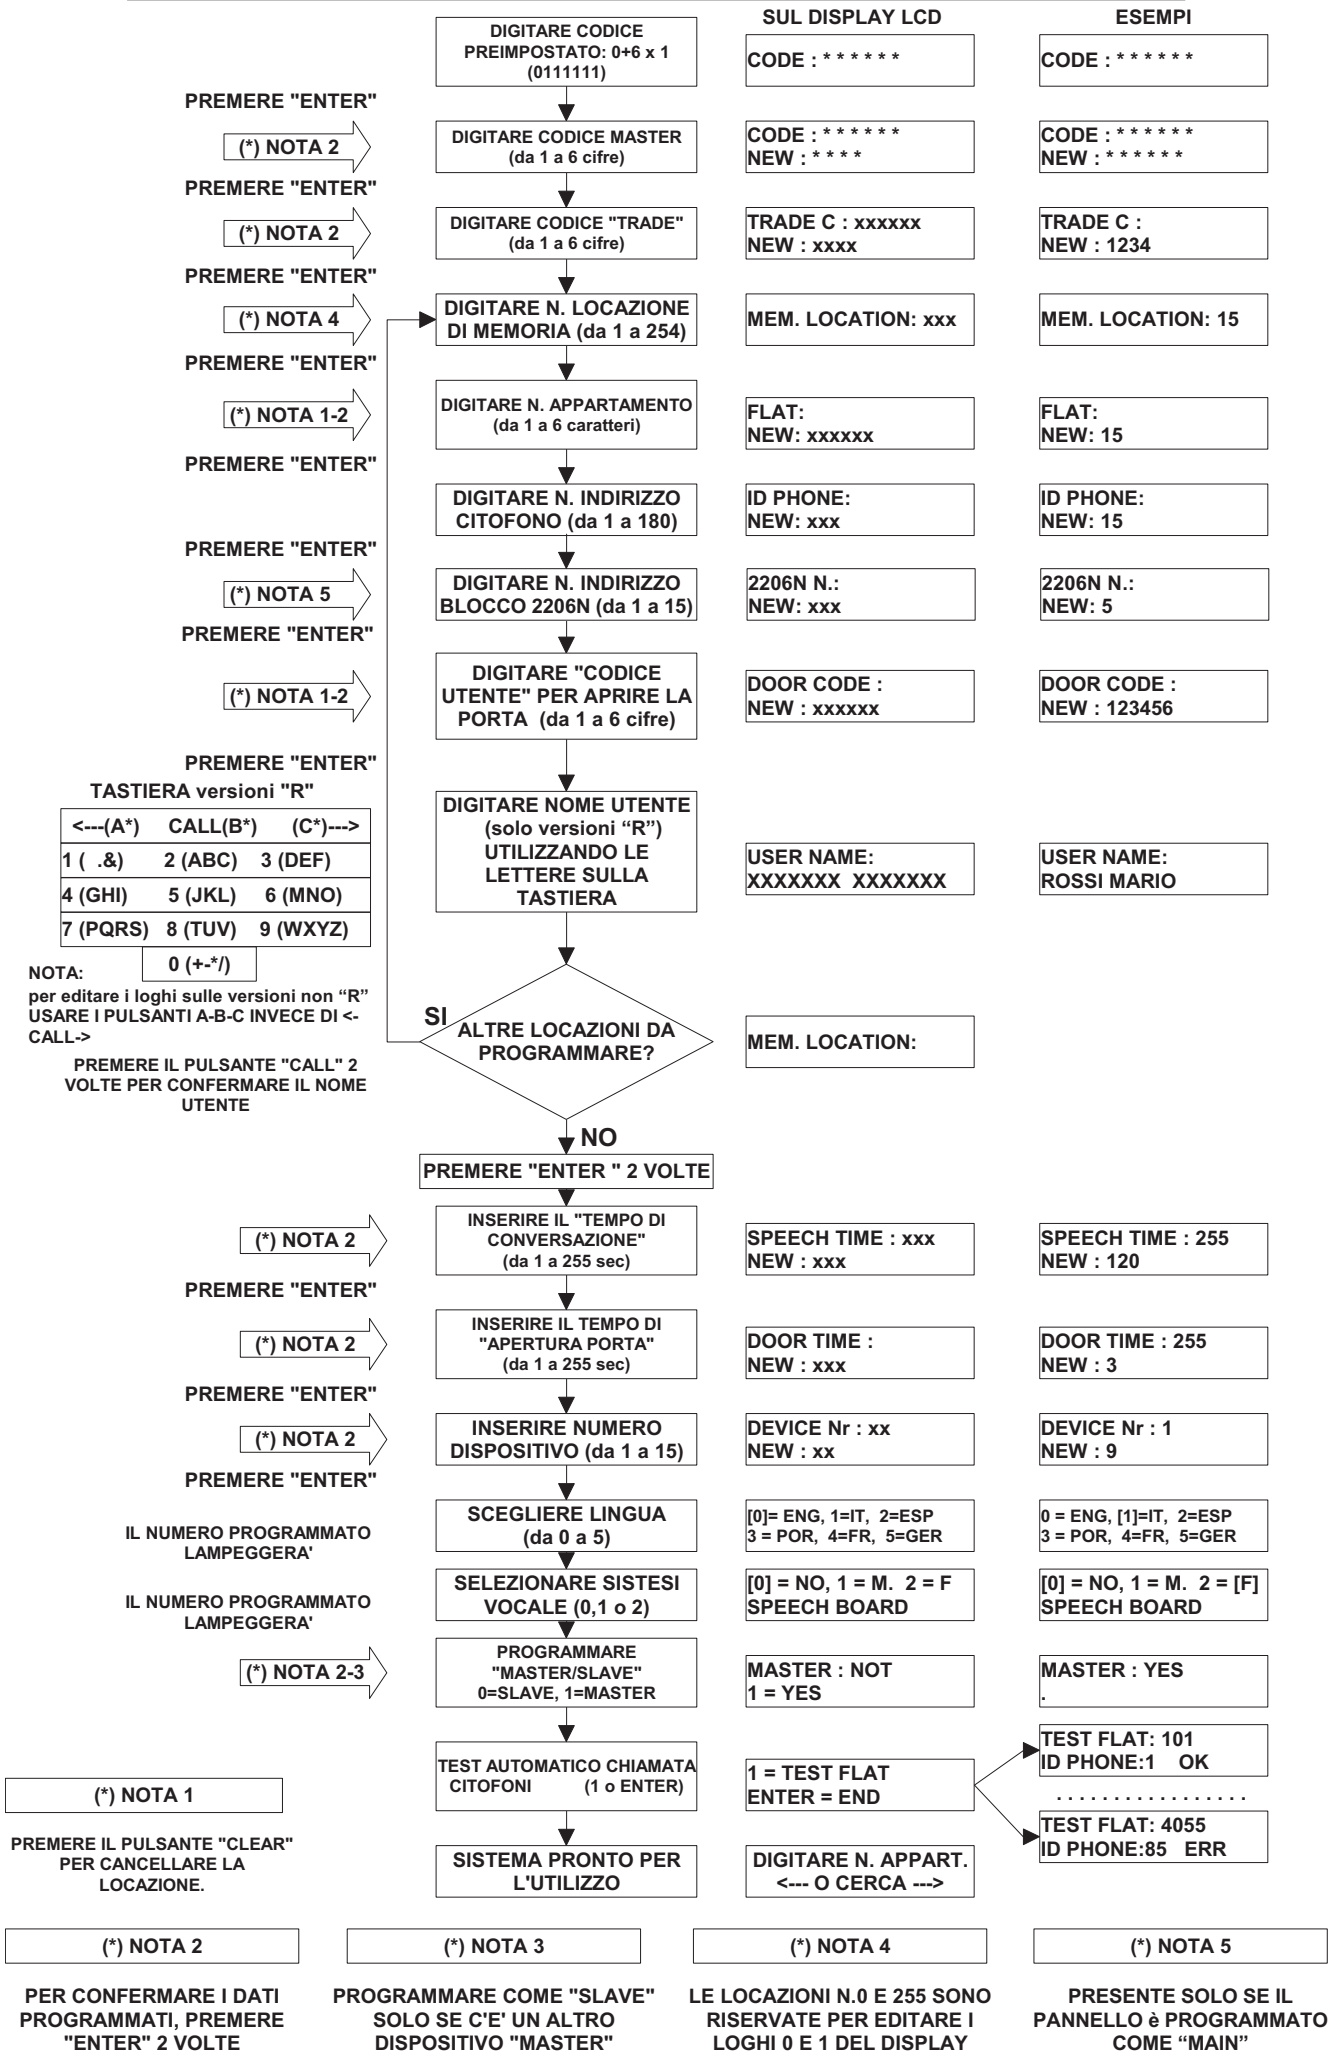 SUL DISPLAY LCD
ESEMPI
DIGITARE CODICE
PREIMPOSTATO: 0+6 x 1
(0111111)
CODE : * * * * * *
CODE : * * * * * *
PREMERE "ENTER"
(*) NOTA 2
DIGITARE CODICE MASTER
(da 1 a 6 cifre)
CODE : * * * * * *
NEW : * * * *
CODE : * * * * * *
NEW : * * * * * *
PREMERE "ENTER"
(*) NOTA 2
DIGITARE CODICE "TRADE"
(da 1 a 6 cifre)
TRADE C : xxxxxx
NEW : xxxx
TRADE C :
NEW : 1234
PREMERE "ENTER"
(*) NOTA 4
DIGITARE N. LOCAZIONE
DI MEMORIA (da 1 a 254)
MEM. LOCATION: xxx
MEM. LOCATION: 15
PREMERE "ENTER"
(*) NOTA 1-2
DIGITARE N. APPARTAMENTO
(da 1 a 6 caratteri)
FLAT:
NEW: xxxxxx
FLAT:
NEW: 15
PREMERE "ENTER"
DIGITARE N. INDIRIZZO
CITOFONO (da 1 a 180)
ID PHONE:
NEW: xxx
ID PHONE:
NEW: 15
PREMERE "ENTER"
(*) NOTA 5
DIGITARE N. INDIRIZZO
BLOCCO 2206N (da 1 a 15)
2206N N.:
NEW: xxx
2206N N.:
NEW: 5
PREMERE "ENTER"
(*) NOTA 1-2
DIGITARE "CODICE
UTENTE" PER APRIRE LA
PORTA (da 1 a 6 cifre)
DOOR CODE :
NEW : xxxxxx
DOOR CODE :
NEW : 123456
PREMERE "ENTER"
TASTIERA versioni "R"
<---(A*) CALL(B*) (C*)--->
1 ( .&) 2 (ABC) 3 (DEF)
4 (GHI) 5 (JKL) 6 (MNO)
7 (PQRS) 8 (TUV) 9 (WXYZ)
0 (+-*/)
NOTA:
per editare i loghi sulle versioni non “R”
USARE I PULSANTI A-B-C INVECE DI <-
CALL->
PREMERE IL PULSANTE "CALL" 2
VOLTE PER CONFERMARE IL NOME
UTENTE
DIGITARE NOME UTENTE
(solo versioni “R”)
UTILIZZANDO LE
LETTERE SULLA
TASTIERA
USER NAME:
XXXXXXX XXXXXXX
USER NAME:
ROSSI MARIO
SI
ALTRE LOCAZIONI DA
PROGRAMMARE?
MEM. LOCATION:
NO
PREMERE "ENTER " 2 VOLTE
(*) NOTA 2
INSERIRE IL "TEMPO DI
CONVERSAZIONE"
(da 1 a 255 sec)
SPEECH TIME : xxx
NEW : xxx
SPEECH TIME : 255
NEW : 120
PREMERE "ENTER"
(*) NOTA 2
INSERIRE IL TEMPO DI
"APERTURA PORTA"
(da 1 a 255 sec)
DOOR TIME :
NEW : xxx
DOOR TIME : 255
NEW : 3
PREMERE "ENTER"
(*) NOTA 2
INSERIRE NUMERO
DISPOSITIVO (da 1 a 15)
DEVICE Nr : xx
NEW : xx
DEVICE Nr : 1
NEW : 9
PREMERE "ENTER"
IL NUMERO PROGRAMMATO
LAMPEGGERA'
SCEGLIERE LINGUA
(da 0 a 5)
[0]= ENG, 1=IT, 2=ESP
3 = POR, 4=FR, 5=GER
0 = ENG, [1]=IT, 2=ESP
3 = POR, 4=FR, 5=GER
IL NUMERO PROGRAMMATO
LAMPEGGERA'
SELEZIONARE SISTESI
VOCALE (0,1 o 2)
[0] = NO, 1 = M. 2 = F
SPEECH BOARD
[0] = NO, 1 = M. 2 = [F]
SPEECH BOARD
(*) NOTA 2-3
PROGRAMMARE
"MASTER/SLAVE"
0=SLAVE, 1=MASTER
MASTER : NOT
1 = YES
MASTER : YES
.
TEST AUTOMATICO CHIAMATA
CITOFONI (1 o ENTER)
1 = TEST FLAT
ENTER = END
TEST FLAT: 101
ID PHONE:1 OK
. . . . . . . . . . . . . . . . .
TEST FLAT: 4055
ID PHONE:85 ERR
SISTEMA PRONTO PER
L'UTILIZZO
DIGITARE N. APPART.
<--- O CERCA --->
(*) NOTA 1
PREMERE IL PULSANTE "CLEAR"
PER CANCELLARE LA
LOCAZIONE.
(*) NOTA 2
PER CONFERMARE I DATI
PROGRAMMATI, PREMERE
"ENTER" 2 VOLTE
(*) NOTA 3
PROGRAMMARE COME "SLAVE"
SOLO SE C'E' UN ALTRO
DISPOSITIVO "MASTER"
(*) NOTA 4
LE LOCAZIONI N.0 E 255 SONO
RISERVATE PER EDITARE I
LOGHI 0 E 1 DEL DISPLAY
(*) NOTA 5
PRESENTE SOLO SE IL
PANNELLO è PROGRAMMATO
COME “MAIN”